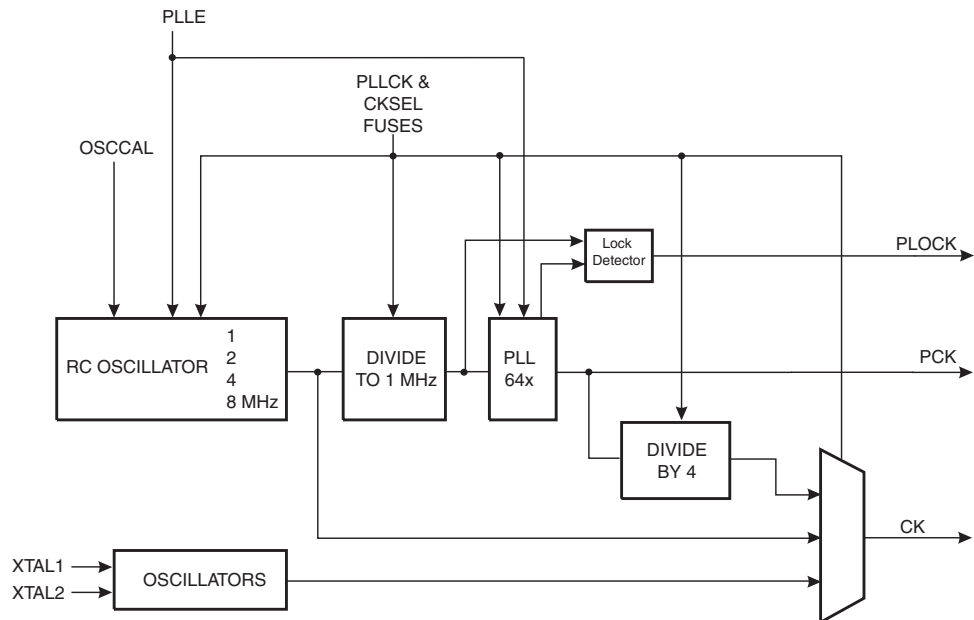 PLLE
PLLCK &
CKSEL
FUSES
OSCCAL
Lock
Detector
PLOCK
RC OSCILLATOR
1
2
4
8 MHz
DIVIDE
TO 1 MHz
PLL
64x
PCK
DIVIDE
BY 4
CK
XTAL1
XTAL2
OSCILLATORS